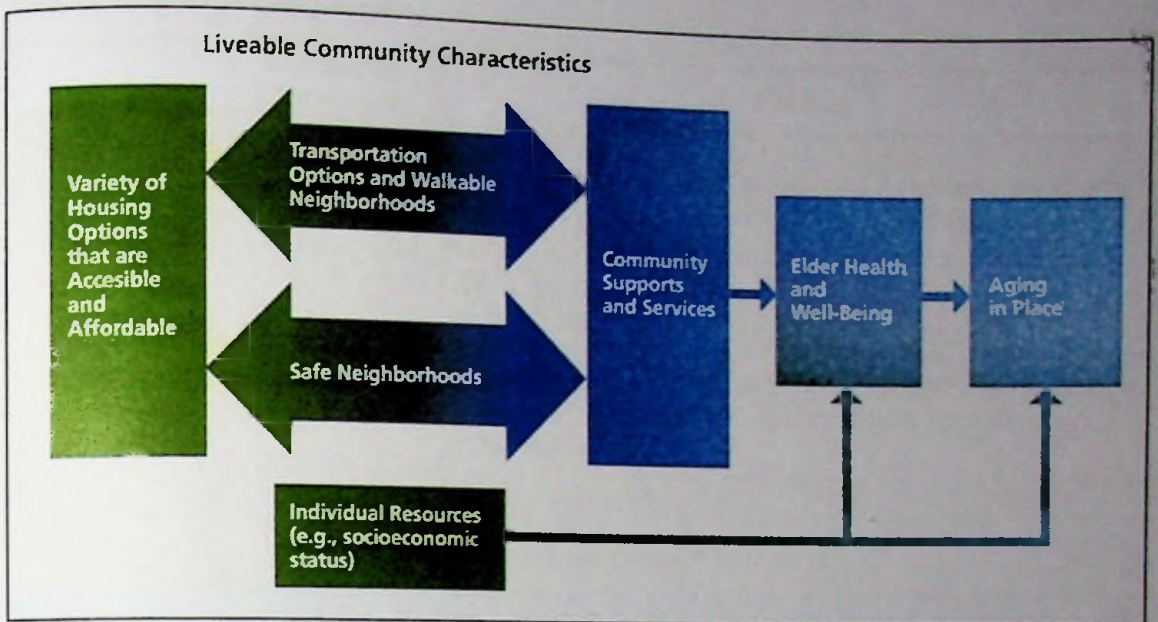 Liveable Community Characteristics
Variety of
Housing
Options
that are
Accesible
and
Affordable
Transportation
Options and Walkable
Neighborhoods
Safe Neighborhoods
Community
Supports
and Services
Elder Health
and
Well-Being
Aging
in Place
Individual Resources
(e.g., socioeconomic
status)